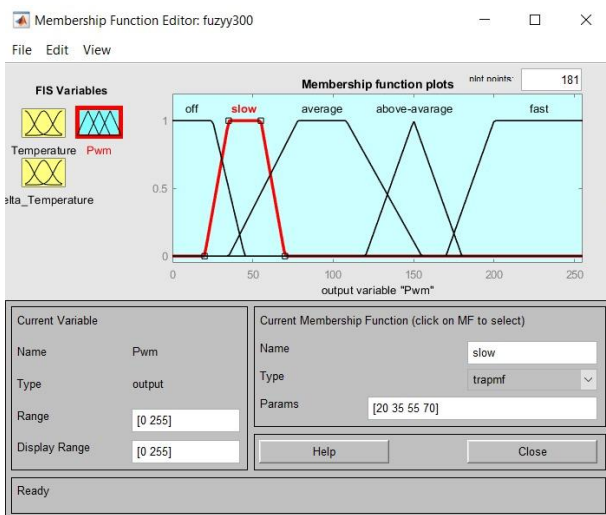 Membership Function Editor: fuzyy300
File Edit View
FIS Variables
Temperature Pwm
elta_Temperature
Membership function plots plot points: 181
off slow average above-avarage fast
1
0.5
0
0 50 100 150 200 250
output variable "Pwm"
Current Variable
Name Pwm
Type output
Range [0 255]
Display Range [0 255]
Current Membership Function (click on MF to select)
Name slow
Type trapmf
Params [20 35 55 70]
Help Close
Ready